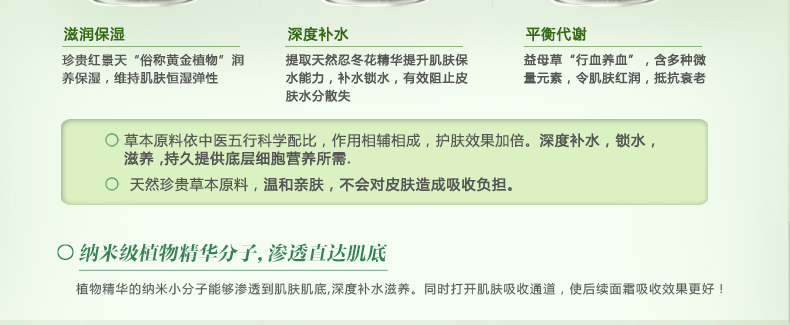 滋润保湿
珍贵红景天“俗称黄金植物”润
养保湿，维持肌肤恒湿弹性
深度补水
提取天然忍冬花精华提升肌肤保
水能力，补水锁水，有效阻止皮
肤水分散失
平衡代谢
益母草“行血养血”，含多种微
量元素，令肌肤红润，抵抗衰老
草本原料依中医五行科学配比，作用相辅相成，护肤效果加倍。深度补水，锁水，
滋养 ,持久提供底层细胞营养所需.
天然珍贵草本原料，温和亲肤，不会对皮肤造成吸收负担。
纳米级植物精华分子, 渗透直达肌底
植物精华的纳米小分子能够渗透到肌肤肌底,深度补水滋养。同时打开肌肤吸收通道，使后续面霜吸收效果更好！